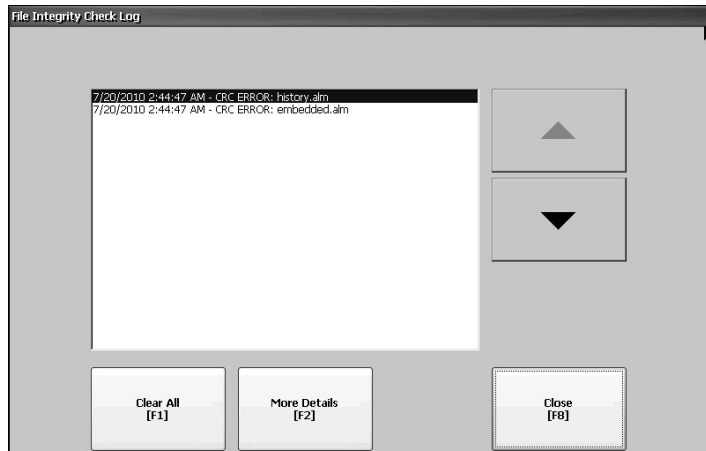 File Integrity Check Log
7/20/2010 2:44:47 AM - CRC ERROR: history.alm
7/20/2010 2:44:47 AM - CRC ERROR: embedded.alm
Clear All
[F1]
More Details
[F2]
Close
[F8]